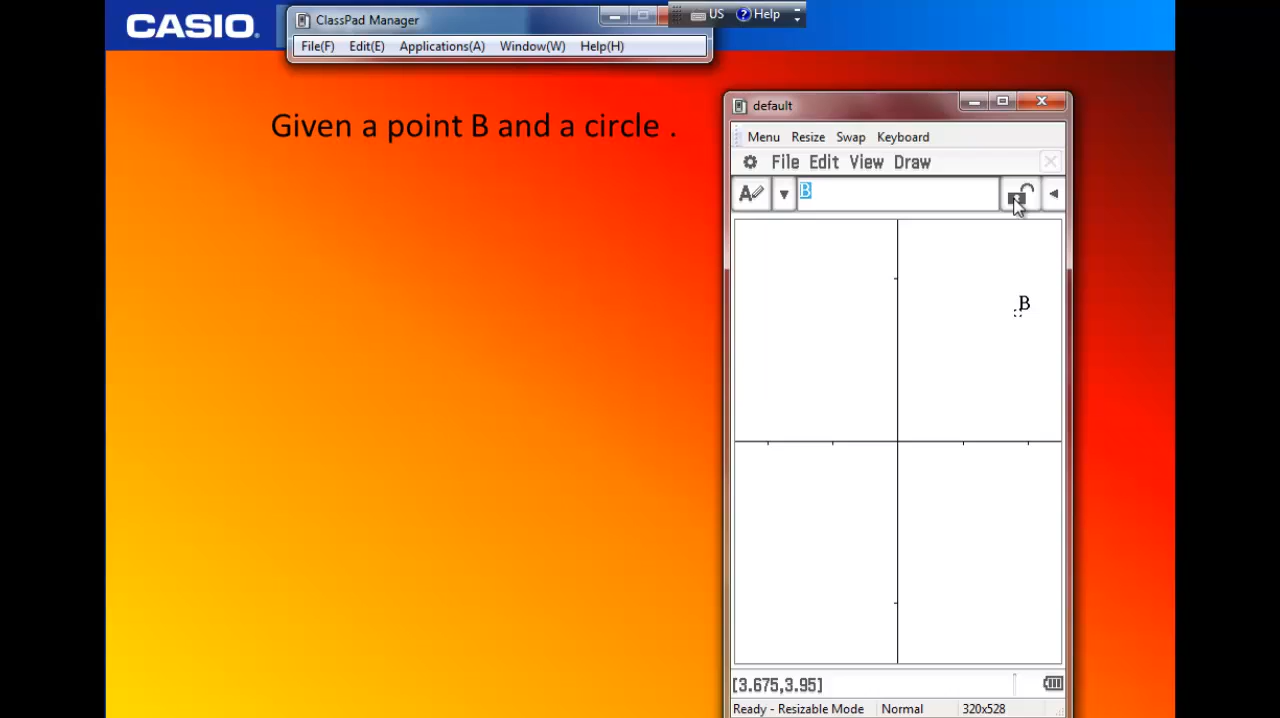 CASIO.
ClassPad Manager
US Help
File(F) Edit(E) Applications(A) Window(W) Help(H)
Given a point B and a circle .
default
Menu Resize Swap Keyboard
File Edit View Draw
A B
B
[3.675,3.95]
Ready - Resizable Mode Normal 320x528